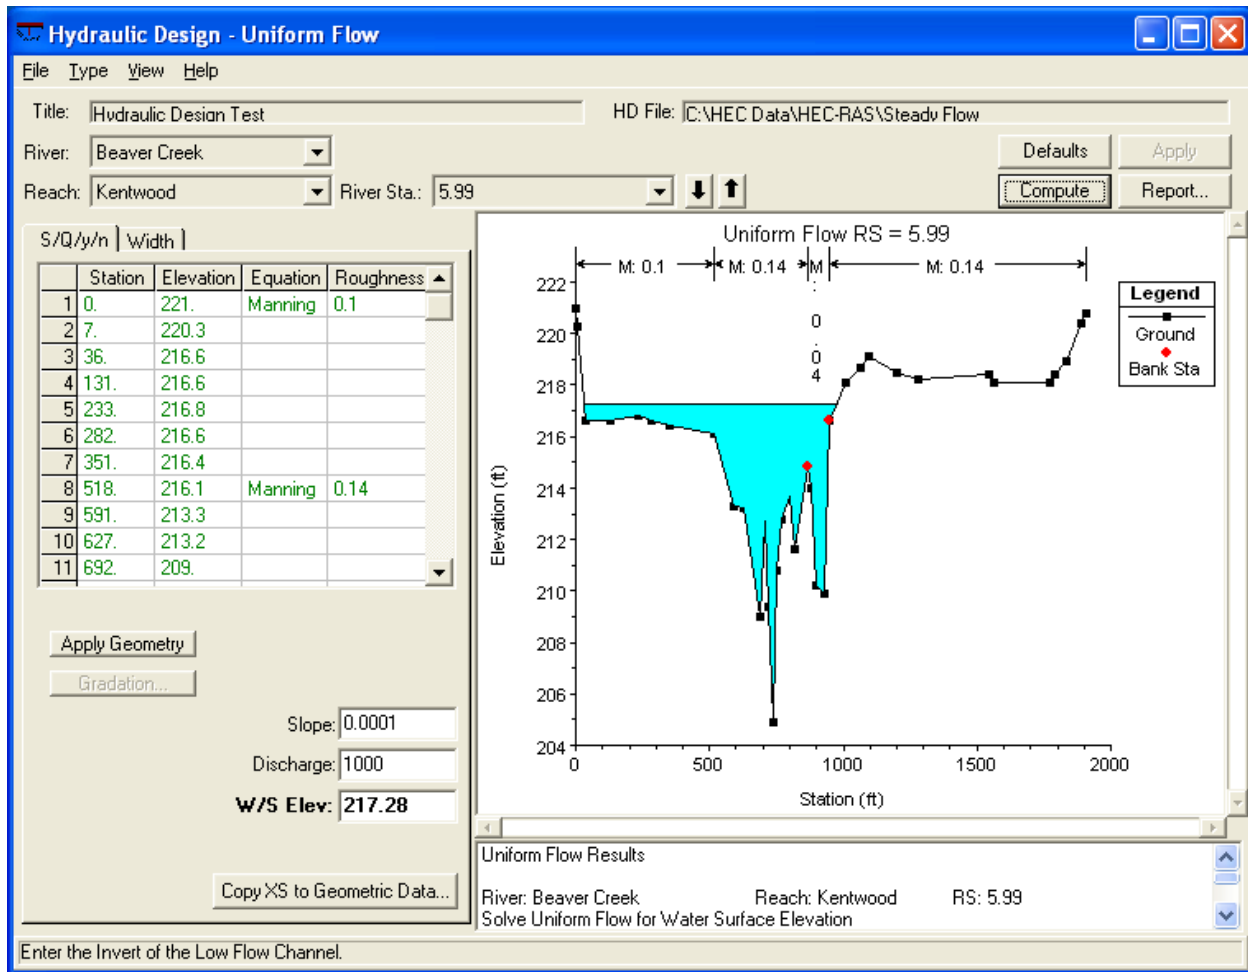 Hydraulic Design - Uniform Flow
File Type View Help
Title: Hydraulic Design Test HD File: C:\HEC Data\HEC-RAS\Steady Flow
River: Beaver Creek Defaults Apply
Reach: Kentwood River Sta.: 5.99 Compute Report...
S/Q/y/n Width
Station Elevation Equation Roughness
1 0. 221. Manning 0.1
2 7. 220.3
3 36. 216.6
4 131. 216.6
5 233. 216.8
6 282. 216.6
7 351. 216.4
8 518. 216.1 Manning 0.14
9 591. 213.3
10 627. 213.2
11 692. 209.
Apply Geometry
Gradation...
Slope: 0.0001
Discharge: 1000
W/S Elev: 217.28
Copy XS to Geometric Data...
Uniform Flow RS = 5.99
M: 0.1 M: 0.14 M: 0.04 M: 0.14
222
220
218
216
214
212
210
208
206
204
Elevation (ft)
0 500 1000 1500 2000
Station (ft)
Legend
Ground
Bank Sta
Uniform Flow Results
River: Beaver Creek Reach: Kentwood RS: 5.99
Solve Uniform Flow for Water Surface Elevation
Enter the Invert of the Low Flow Channel.